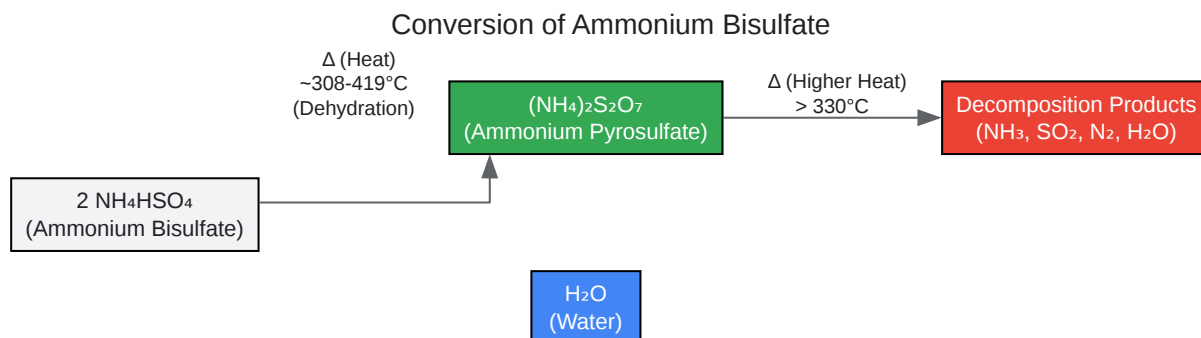 Conversion of Ammonium Bisulfate
Δ (Heat)
~308-419°C
(Dehydration)
(NH₄)₂S₂O₇
(Ammonium Pyrosulfate)
Δ (Higher Heat)
> 330°C
Decomposition Products
(NH₃, SO₂, N₂, H₂O)
2 NH₄HSO₄
(Ammonium Bisulfate)
H₂O
(Water)